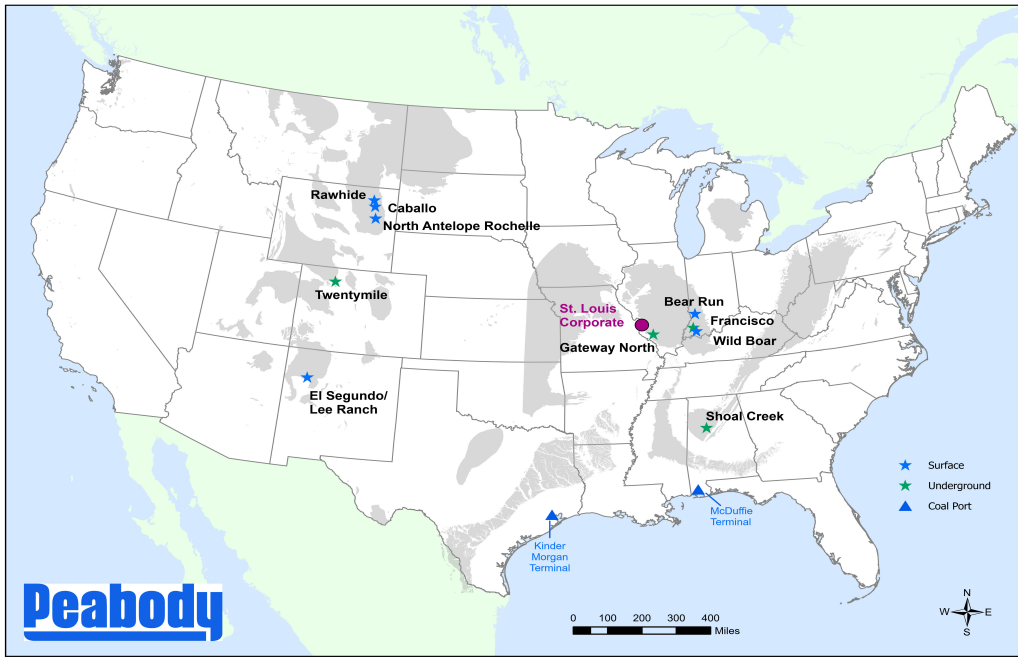 Rawhide
Caballo
North Antelope Rochelle
Twentymile
Bear Run
St. Louis
Corporate
Francisco
Wild Boar
Gateway North
El Segundo/
Lee Ranch
Shoal Creek
Surface
Underground
Coal Port
McDuffie
Terminal
Kinder
Morgan
Terminal
Peabody
0 100 200 300 400
Miles
N
W E
S